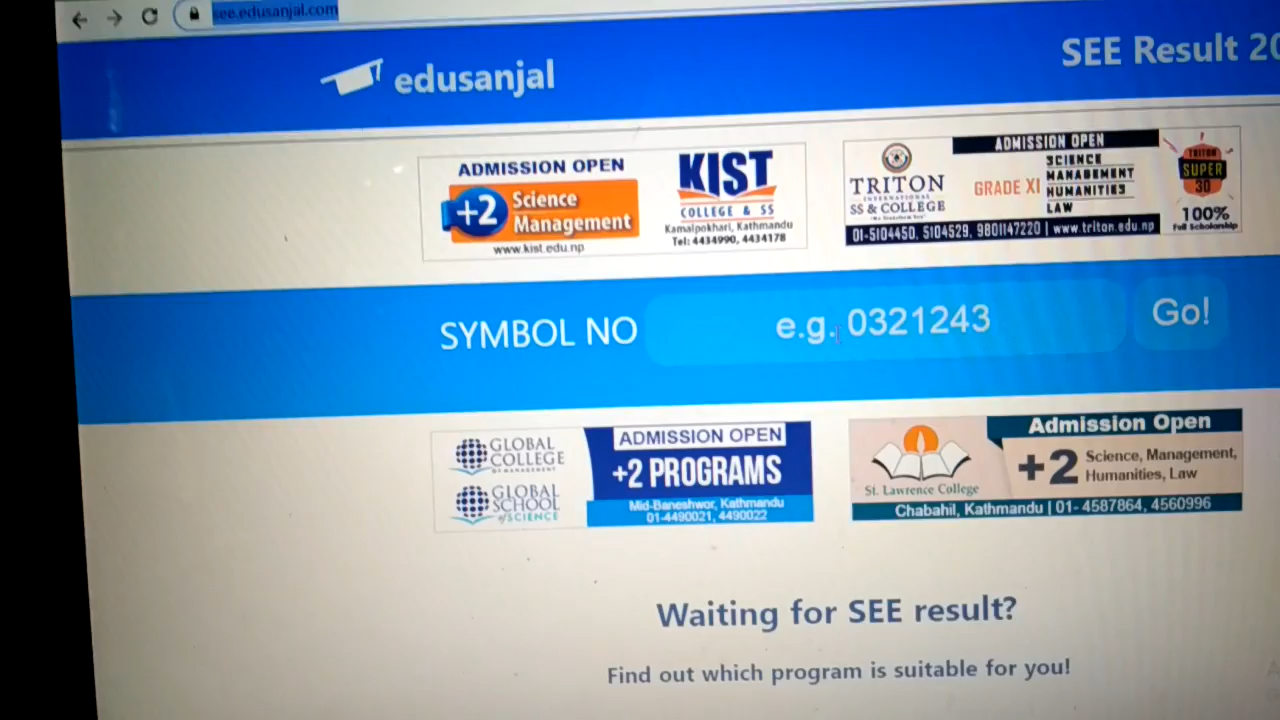 see.edusanjal.com
edusanjal
SEE Result 20
ADMISSION OPEN
+2 Science Management
www.kist.edu.np
KIST
COLLEGE & SS
Kamalpokhari, Kathmandu
Tel: 4434990, 4434178
TRITON
INTERNATIONAL
SS & COLLEGE
ADMISSION OPEN
GRADE XI
SCIENCE
MANAGEMENT
HUMANITIES
LAW
01-5104450, 5104529, 9801147220 | www.triton.edu.np
TRITON
SUPER
30
100%
Full Scholarship
SYMBOL NO
e.g. 0321243
Go!
GLOBAL
COLLEGE
OF MANAGEMENT
GLOBAL
SCHOOL
of SCIENCE
ADMISSION OPEN
+2 PROGRAMS
Mid-Baneshwor, Kathmandu
01-4490021, 4490022
St. Lawrence College
Admission Open
+2 Science, Management,
Humanities, Law
Chabahil, Kathmandu | 01- 4587864, 4560996
Waiting for SEE result?
Find out which program is suitable for you!